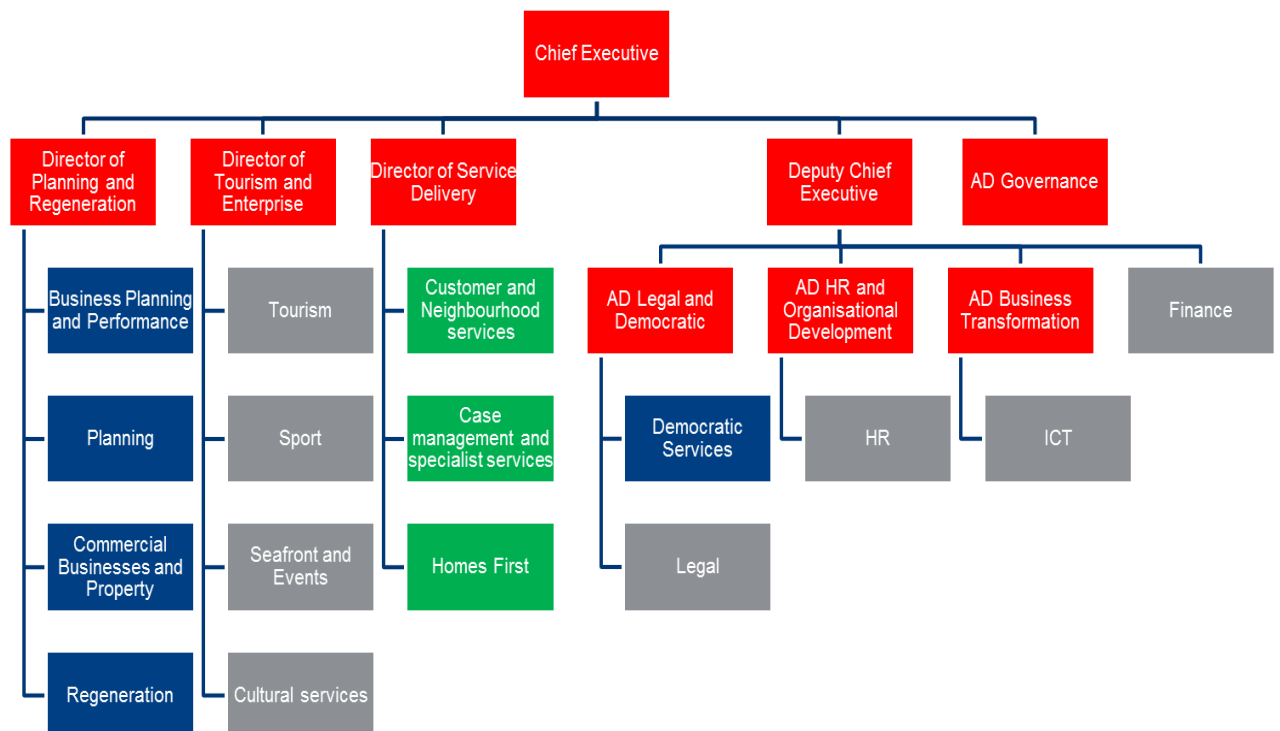 Chief Executive
Director of
Planning and
Regeneration
Director of
Tourism and
Enterprise
Director of Service
Delivery
Deputy Chief
Executive
AD Governance
Business Planning
and Performance
Tourism
Customer and
Neighbourhood
services
AD Legal and
Democratic
AD HR and
Organisational
Development
AD Business
Transformation
Finance
Planning
Sport
Case
management and
specialist services
Democratic
Services
HR
ICT
Commercial
Businesses and
Property
Seafront and
Events
Homes First
Legal
Regeneration
Cultural services